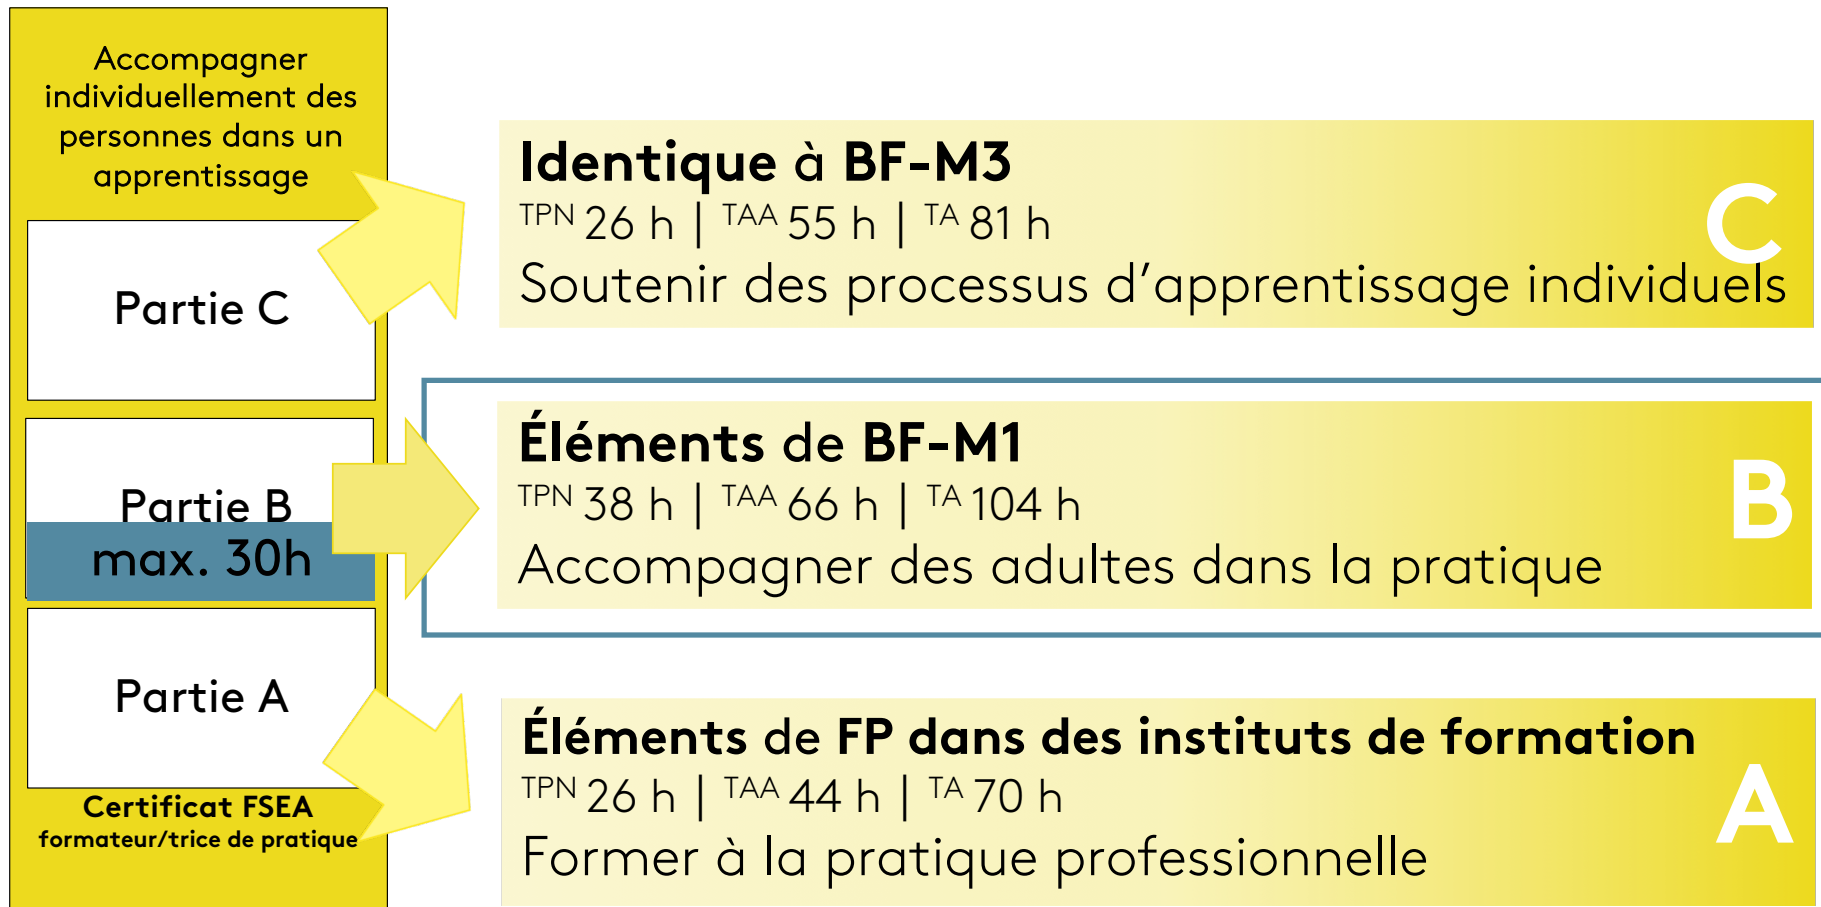 Accompagner
individuellement des
personnes dans un
apprentissage
Partie C
Partie B
max. 30h
Partie A
Certificat FSEA
formateur/trice de pratique
Identique à BF-M3
TPN 26 h | TAA 55 h | TA 81 h
Soutenir des processus d’apprentissage individuels
C
Éléments de BF-M1
TPN 38 h | TAA 66 h | TA 104 h
Accompagner des adultes dans la pratique
B
Éléments de FP dans des instituts de formation
TPN 26 h | TAA 44 h | TA 70 h
Former à la pratique professionnelle
A